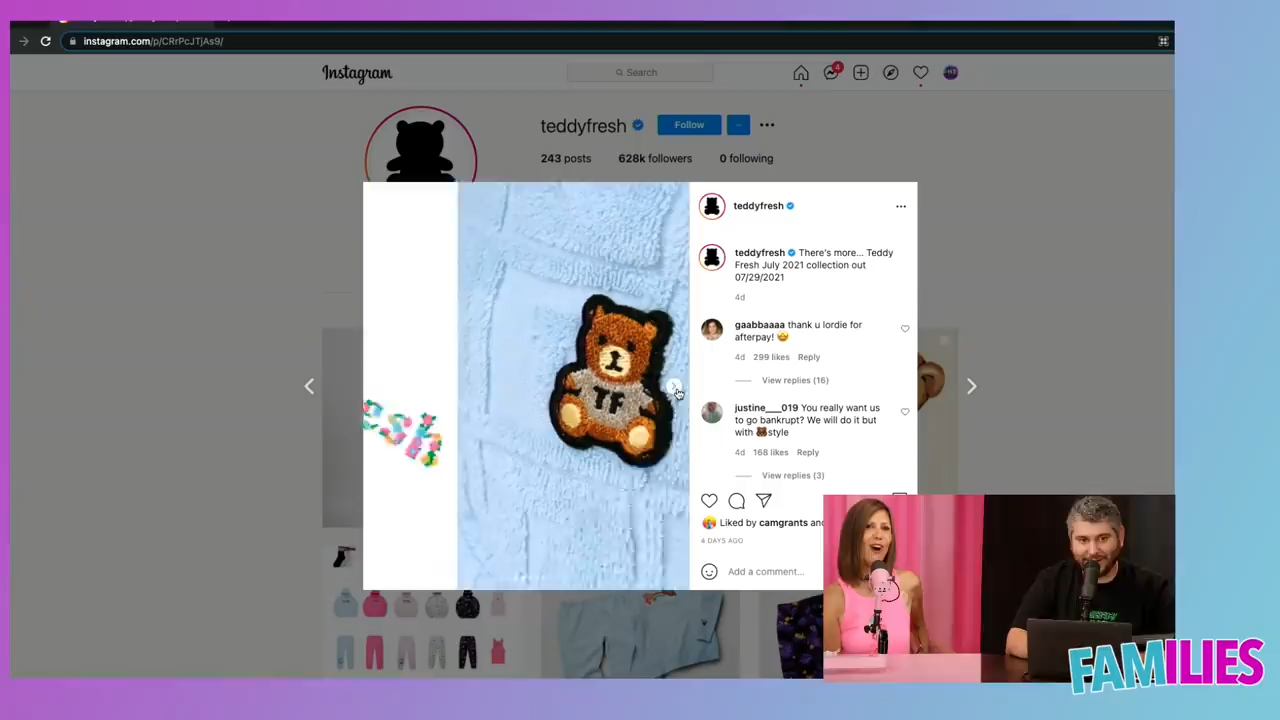 instagram.com/p/CRrPcJTjAs9/
Instagram
Search
4
teddyfresh Follow
243 posts 628k followers 0 following
teddyfresh
teddyfresh There's more... Teddy
Fresh July 2021 collection out
07/29/2021
4d
gaabbaaaa thank u lordie for
afterpay! 🤩
4d 299 likes Reply
View replies (16)
justine___019 You really want us
to go bankrupt? We will do it but
with 🐻style
4d 168 likes Reply
View replies (3)
TF
Liked by camgrants and
4 DAYS AGO
Add a comment...
FAMILIES